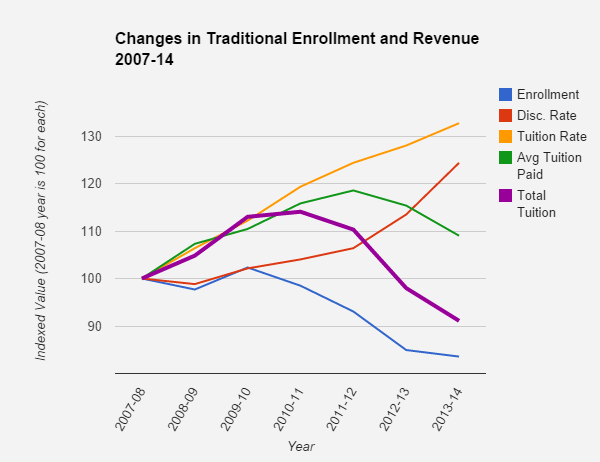 Changes in Traditional Enrollment and Revenue
2007-14
Indexed Value (2007-08 year is 100 for each)
130
120
110
100
90
Enrollment
Disc. Rate
Tuition Rate
Avg Tuition
Paid
Total
Tuition
2007-08
2008-09
2009-10
2010-11
2011-12
2012-13
2013-14
Year